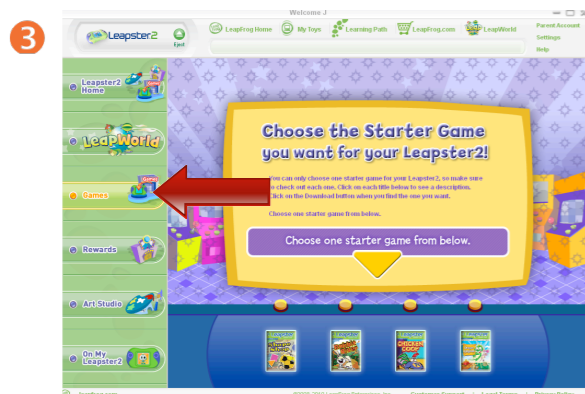 3
Welcome J
Leapster2
Eject
LeapFrog Home
My Toys
Learning Path
LeapFrog.com
LeapWorld
Parent Account
Settings
Help
Leapster2
Home
LeapWorld
Games
Rewards
Art Studio
On My
Leapster2
Choose the Starter Game
you want for your Leapster2!
You can only choose one starter game for your Leapster2, so make sure
to check out each one. Click on each title below to see a description.
Click on the Download button when you find the one you want.
Choose one starter game from below.
Choose one starter game from below.